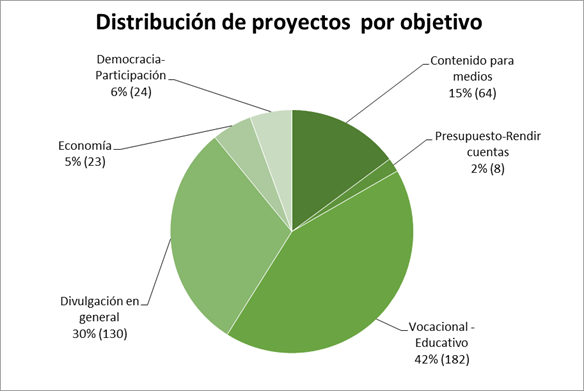 Distribución de proyectos por objetivo
Democracia-
Participación
6% (24)
Contenido para
medios
15% (64)
Presupuesto-Rendir
cuentas
2% (8)
Economía
5% (23)
Divulgación en
general
30% (130)
Vocacional -
Educativo
42% (182)